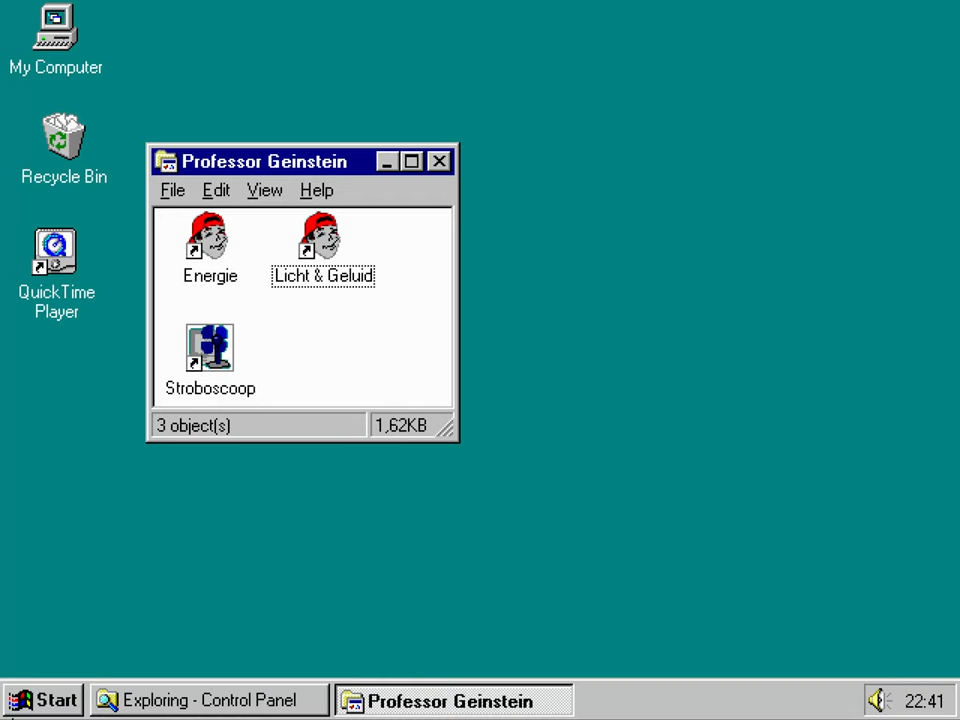 My Computer
Recycle Bin
QuickTime
Player
Professor Geinstein
File Edit View Help
Energie
Licht & Geluid
Stroboscoop
3 object(s)
1,62KB
Start
Exploring - Control Panel
Professor Geinstein
22:41